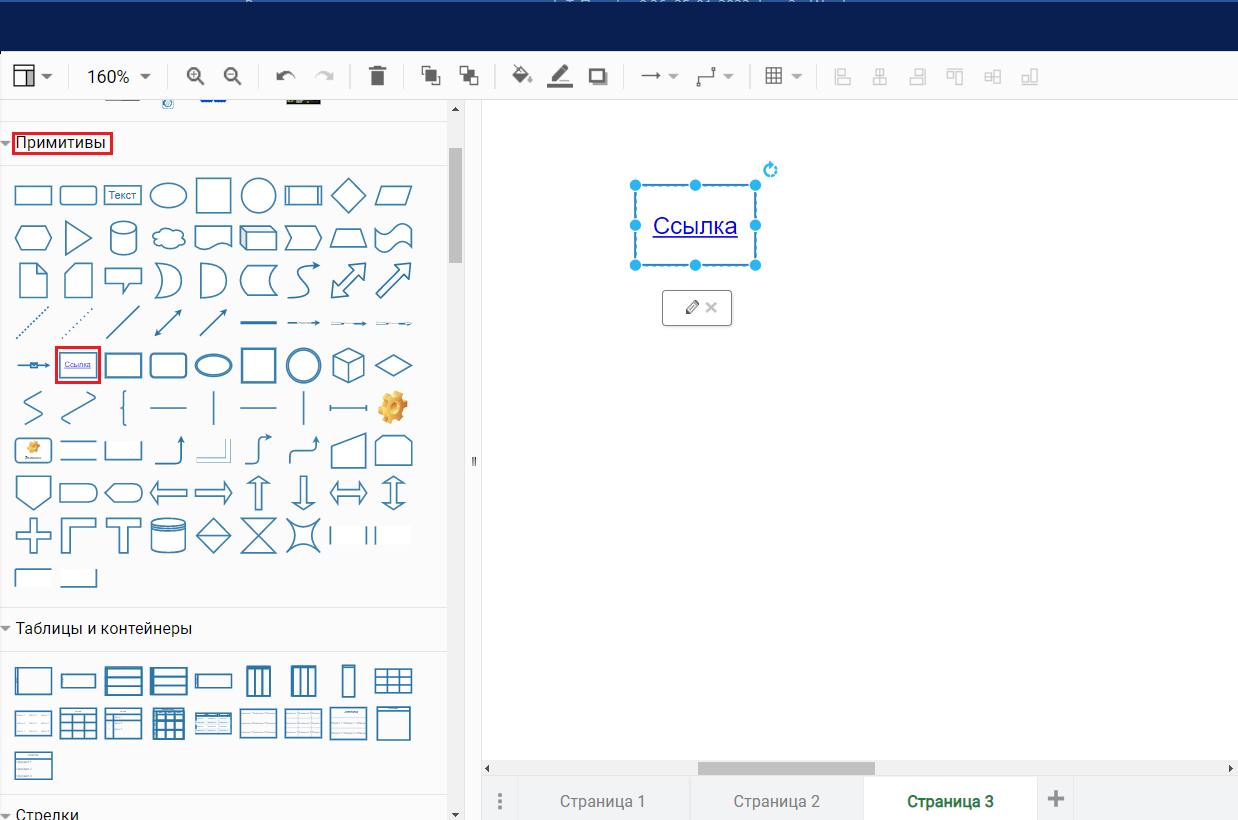 160%
Примитивы
Текст
Ссылка
Ссылка
Таблицы и контейнеры
Стрелки
Страница 1
Страница 2
Страница 3